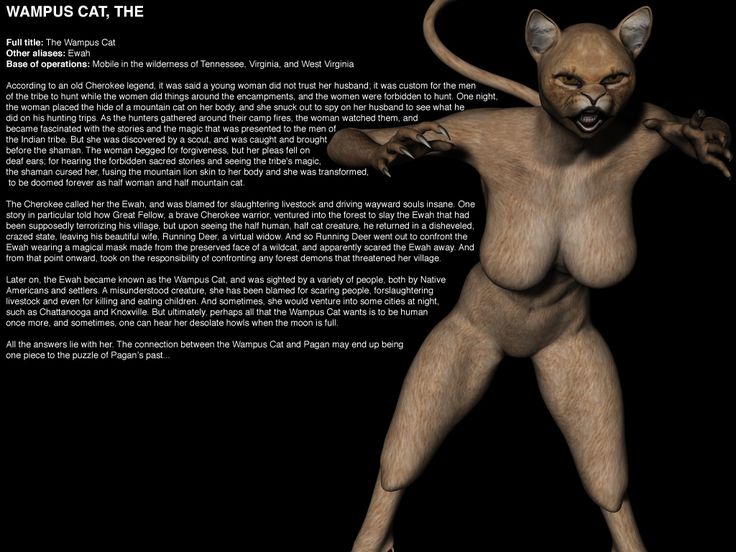 WAMPUS CAT, THE
Full title: The Wampus Cat
Other aliases: Ewah
Base of operations: Mobile in the wilderness of Tennessee, Virginia, and West Virginia
According to an old Cherokee legend, it was said a young woman did not trust her husband; it was custom for the men
of the tribe to hunt while the women did things around the encampments, and the women were forbidden to hunt. One night,
the woman placed the hide of a mountain cat on her body, and she snuck out to spy on her husband to see what he
did on his hunting trips. As the hunters gathered around their camp fires, the woman watched them, and
became fascinated with the stories and the magic that was presented to the men of
the Indian tribe. But she was discovered by a scout, and was caught and brought
before the shaman. The woman begged for forgiveness, but her pleas fell on
deaf ears; for hearing the forbidden sacred stories and seeing the tribe's magic,
the shaman cursed her, fusing the mountain lion skin to her body and she was transformed,
to be doomed forever as half woman and half mountain cat.
The Cherokee called her the Ewah, and was blamed for slaughtering livestock and driving wayward souls insane. One
story in particular told how Great Fellow, a brave Cherokee warrior, ventured into the forest to slay the Ewah that had
been supposedly terrorizing his village, but upon seeing the half human, half cat creature, he returned in a disheveled,
crazed state, leaving his beautiful wife, Running Deer, a virtual widow. And so Running Deer went out to confront the
Ewah wearing a magical mask made from the preserved face of a wildcat, and apparently scared the Ewah away. And
from that point onward, took on the responsibility of confronting any forest demons that threatened her village.
Later on, the Ewah became known as the Wampus Cat, and was sighted by a variety of people, both by Native
Americans and settlers. A misunderstood creature, she has been blamed for scaring people, forslaughtering
livestock and even for killing and eating children. And sometimes, she would venture into some cities at night,
such as Chattanooga and Knoxville. But ultimately, perhaps all that the Wampus Cat wants is to be human
once more, and sometimes, one can hear her desolate howls when the moon is full.
All the answers lie with her. The connection between the Wampus Cat and Pagan may end up being
one piece to the puzzle of Pagan's past...